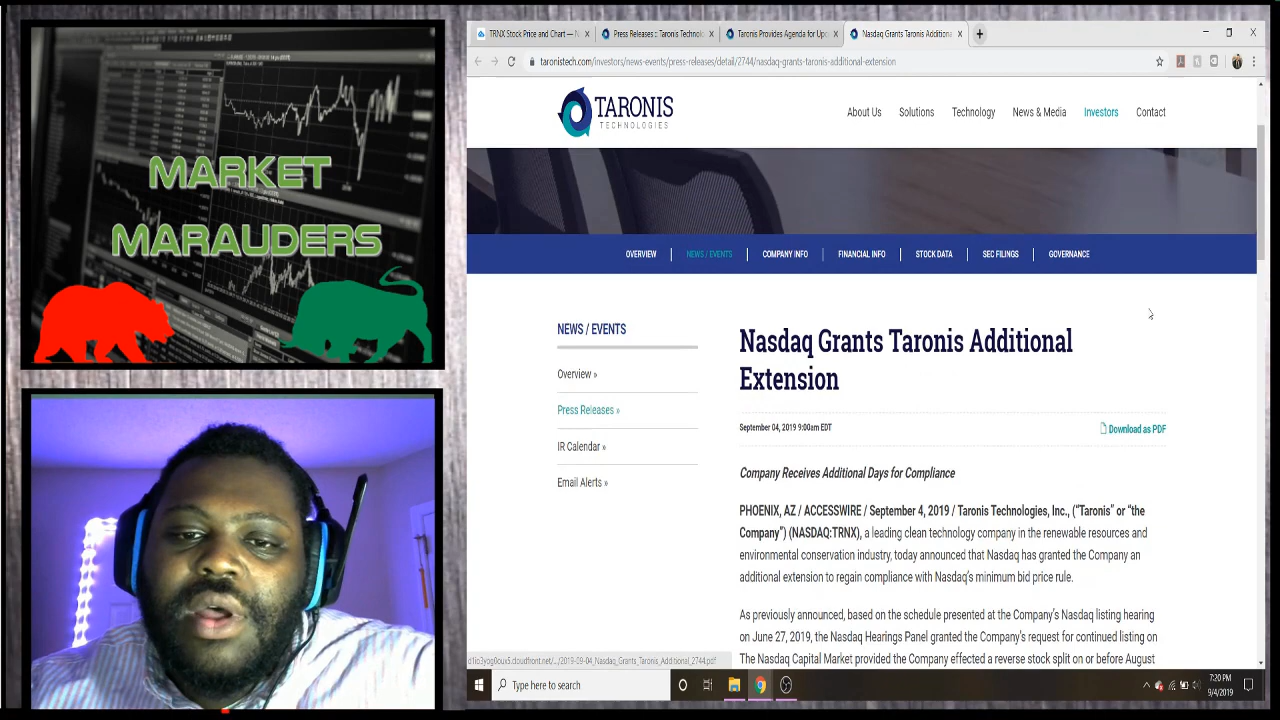 MARKET
MARAUDERS
TRNX Stock Price and Chart — N
Press Releases :: Taronis Technolo
Taronis Provides Agenda for Up
Nasdaq Grants Taronis Additiona
taronistech.com/investors/news-events/press-releases/detail/2744/nasdaq-grants-taronis-additional-extension
TARONIS
TECHNOLOGIES
About Us Solutions Technology News & Media Investors Contact
OVERVIEW NEWS / EVENTS COMPANY INFO FINANCIAL INFO STOCK DATA SEC FILINGS GOVERNANCE
NEWS / EVENTS
Overview »
Press Releases »
IR Calendar »
Email Alerts »
Nasdaq Grants Taronis Additional
Extension
September 04, 2019 9:00am EDT
Download as PDF
Company Receives Additional Days for Compliance
PHOENIX, AZ / ACCESSWIRE / September 4, 2019 / Taronis Technologies, Inc., (“Taronis” or “the
Company”) (NASDAQ:TRNX), a leading clean technology company in the renewable resources and
environmental conservation industry, today announced that Nasdaq has granted the Company an
additional extension to regain compliance with Nasdaq’s minimum bid price rule.
As previously announced, based on the schedule presented at the Company’s Nasdaq listing hearing
on June 27, 2019, the Nasdaq Hearings Panel granted the Company’s request for continued listing on
The Nasdaq Capital Market provided the Company effected a reverse stock split on or before August
d1io3yog0oux5.cloudfront.net/.../2019-09-04_Nasdaq_Grants_Taronis_Additional_2744.pdf
Type here to search
7:20 PM
9/4/2019